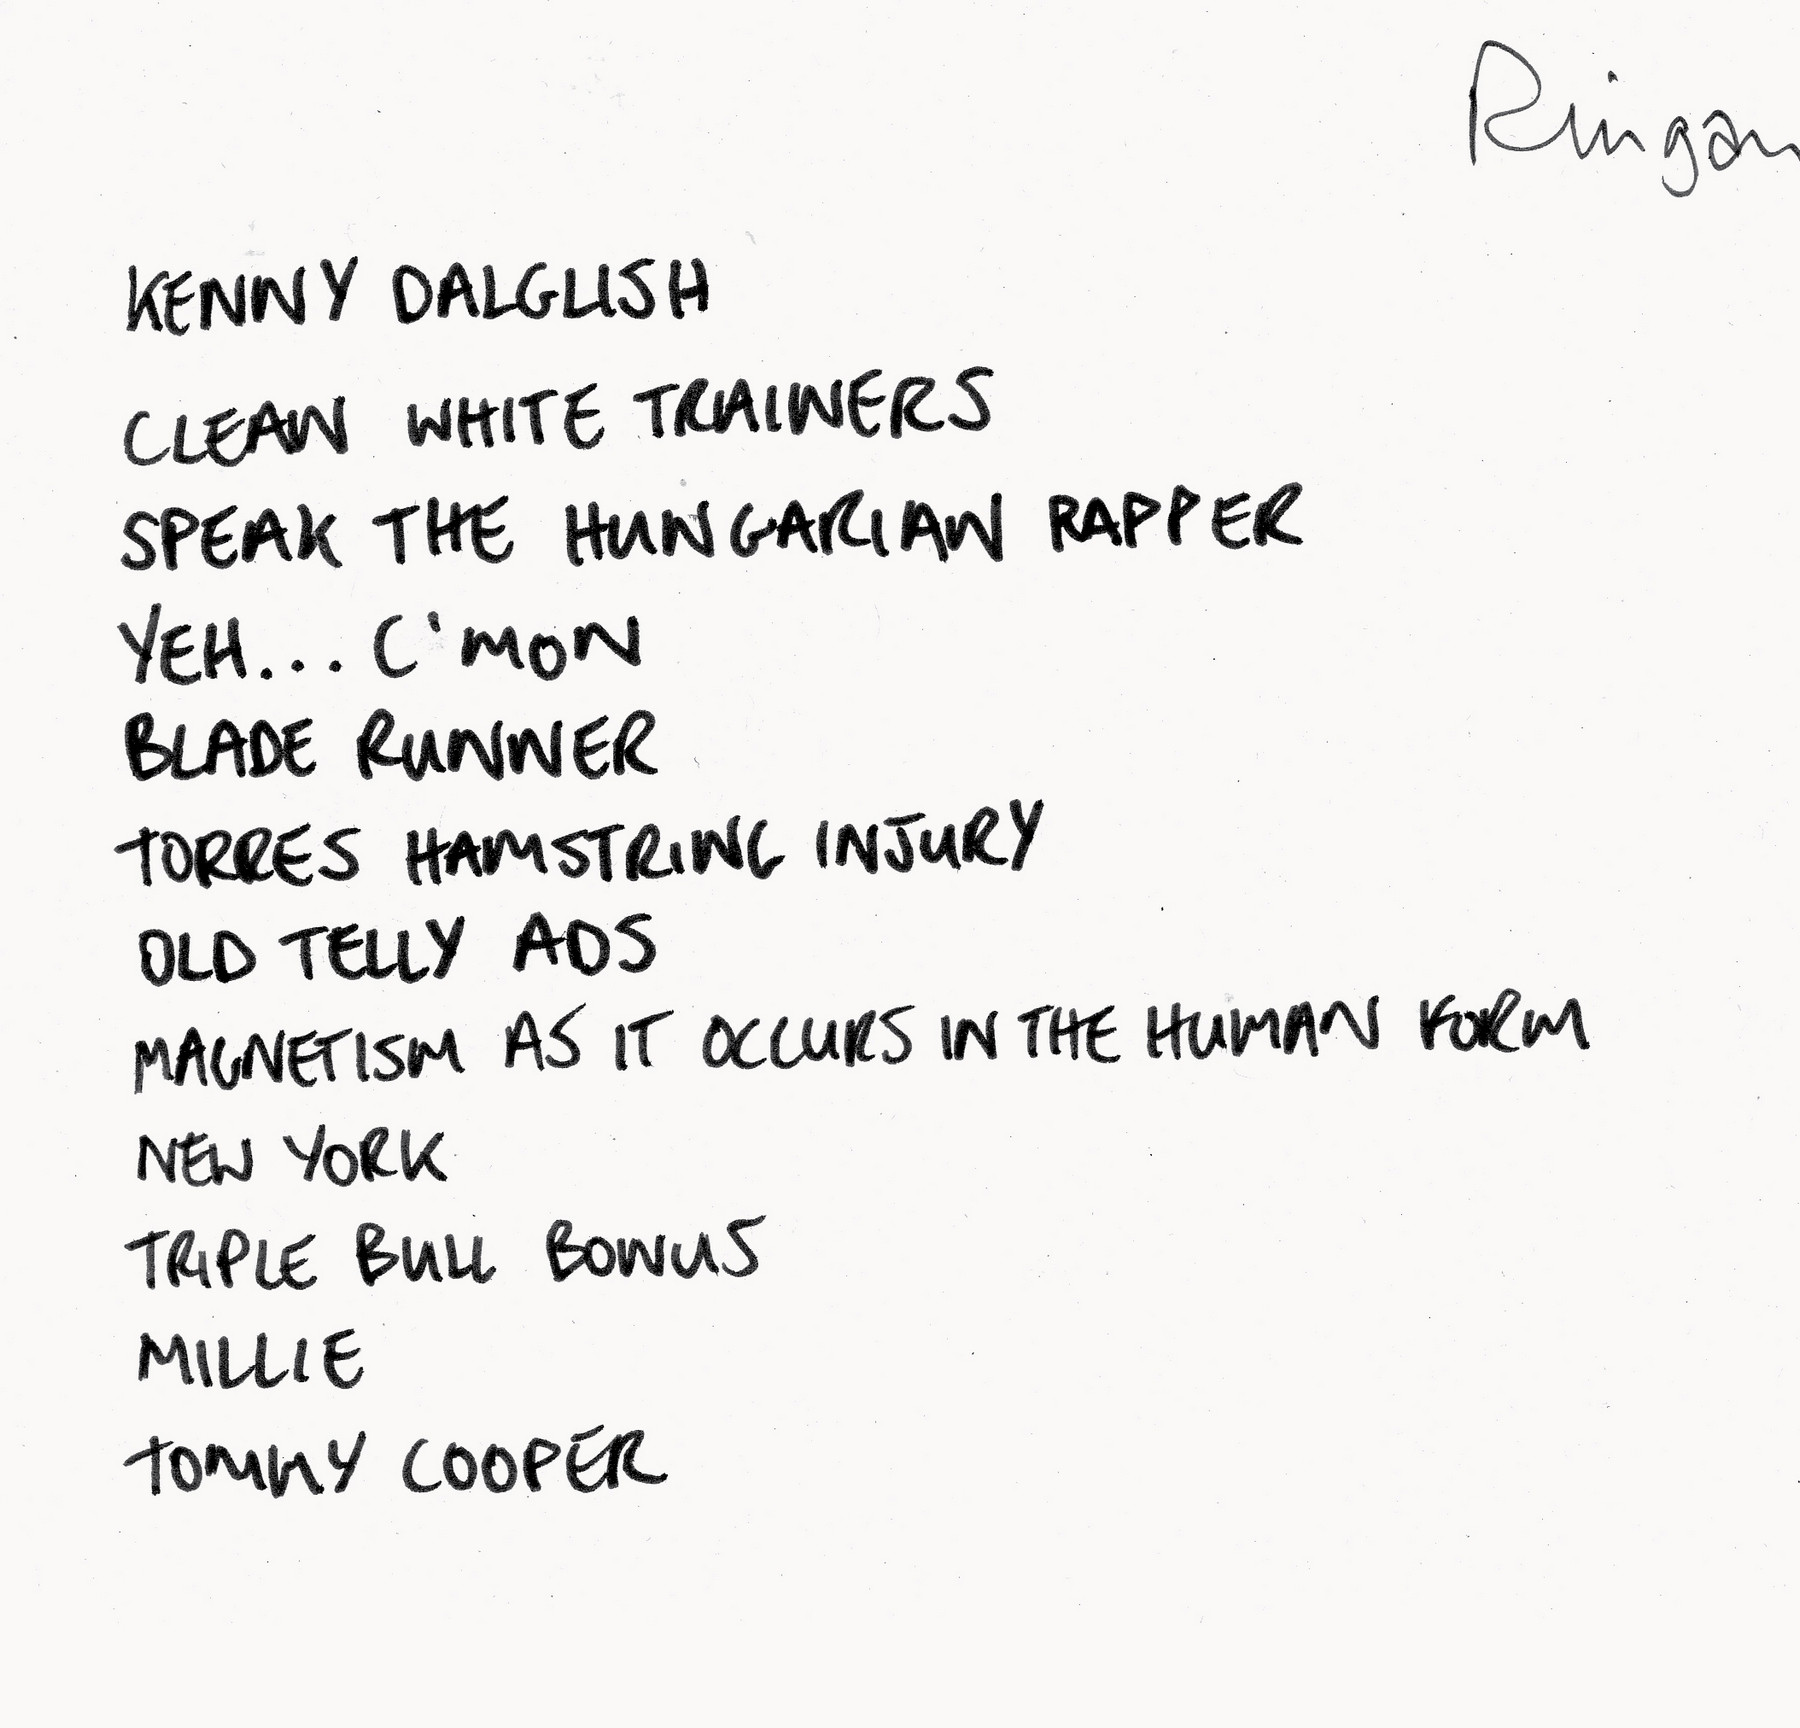 Ringan
KENNY DALGLISH
CLEAN WHITE TRAINERS
SPEAK THE HUNGARIAN RAPPER
YEH... C'MON
BLADE RUNNER
TORRES HAMSTRING INJURY
OLD TELLY ADS
MAGNETISM AS IT OCCURS IN THE HUMAN FORM
NEW YORK
TRIPLE BULL BONUS
MILLIE
TOMMY COOPER